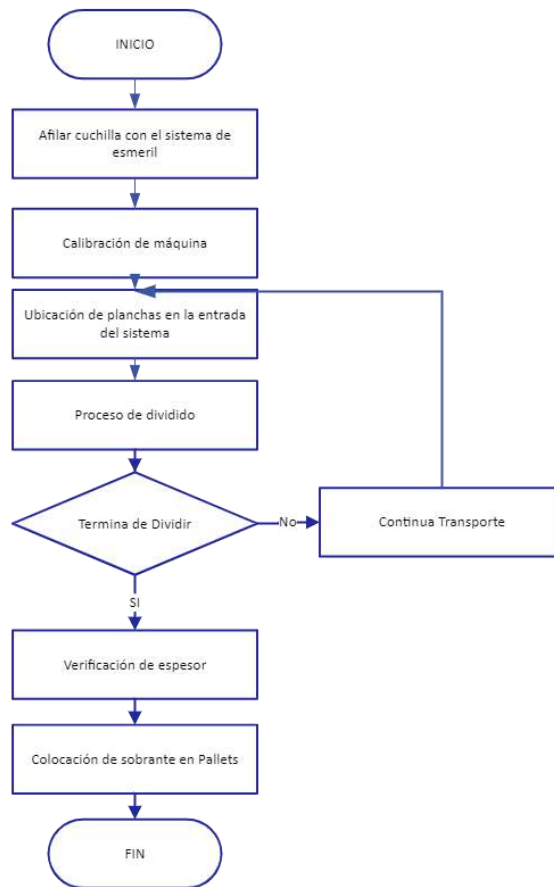 INICIO
Afilar cuchilla con el sistema de
esmeril
Calibración de máquina
Ubicación de planchas en la entrada
del sistema
Proceso de dividido
Termina de Dividir
No
Continua Transporte
SI
Verificación de espesor
Colocación de sobrante en Pallets
FIN